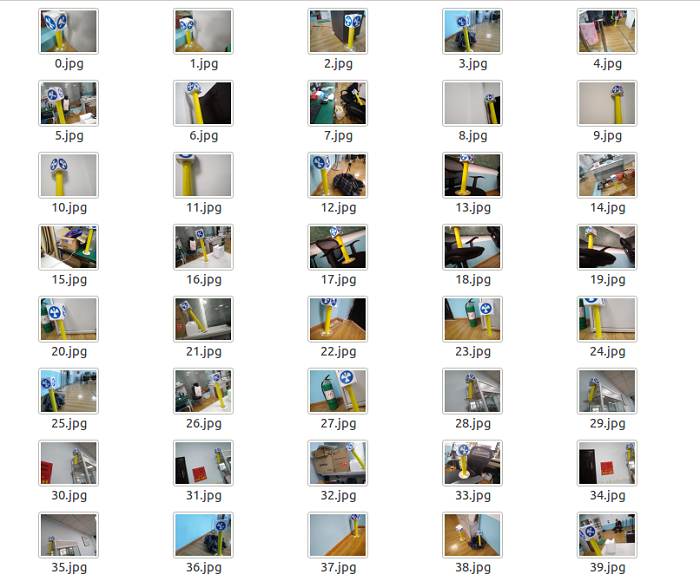 0.jpg 1.jpg 2.jpg 3.jpg 4.jpg
5.jpg 6.jpg 7.jpg 8.jpg 9.jpg
10.jpg 11.jpg 12.jpg 13.jpg 14.jpg
15.jpg 16.jpg 17.jpg 18.jpg 19.jpg
20.jpg 21.jpg 22.jpg 23.jpg 24.jpg
25.jpg 26.jpg 27.jpg 28.jpg 29.jpg
30.jpg 31.jpg 32.jpg 33.jpg 34.jpg
35.jpg 36.jpg 37.jpg 38.jpg 39.jpg